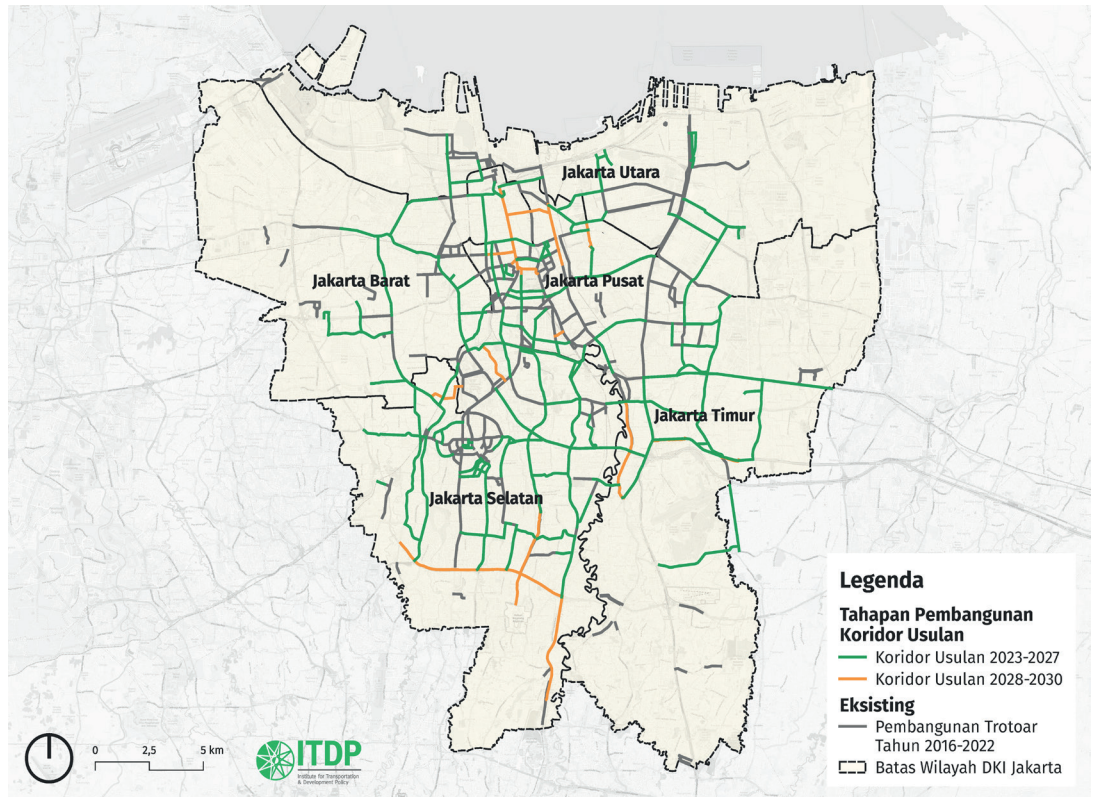 Jakarta Utara
Jakarta Barat
Jakarta Pusat
Jakarta Timur
Jakarta Selatan
Legenda
Tahapan Pembangunan
Koridor Usulan
Koridor Usulan 2023-2027
Koridor Usulan 2028-2030
Eksisting
Pembangunan Trotoar
Tahun 2016-2022
Batas Wilayah DKI Jakarta
0 2,5 5 km
ITDP
Institute for Transportation
& Development Policy